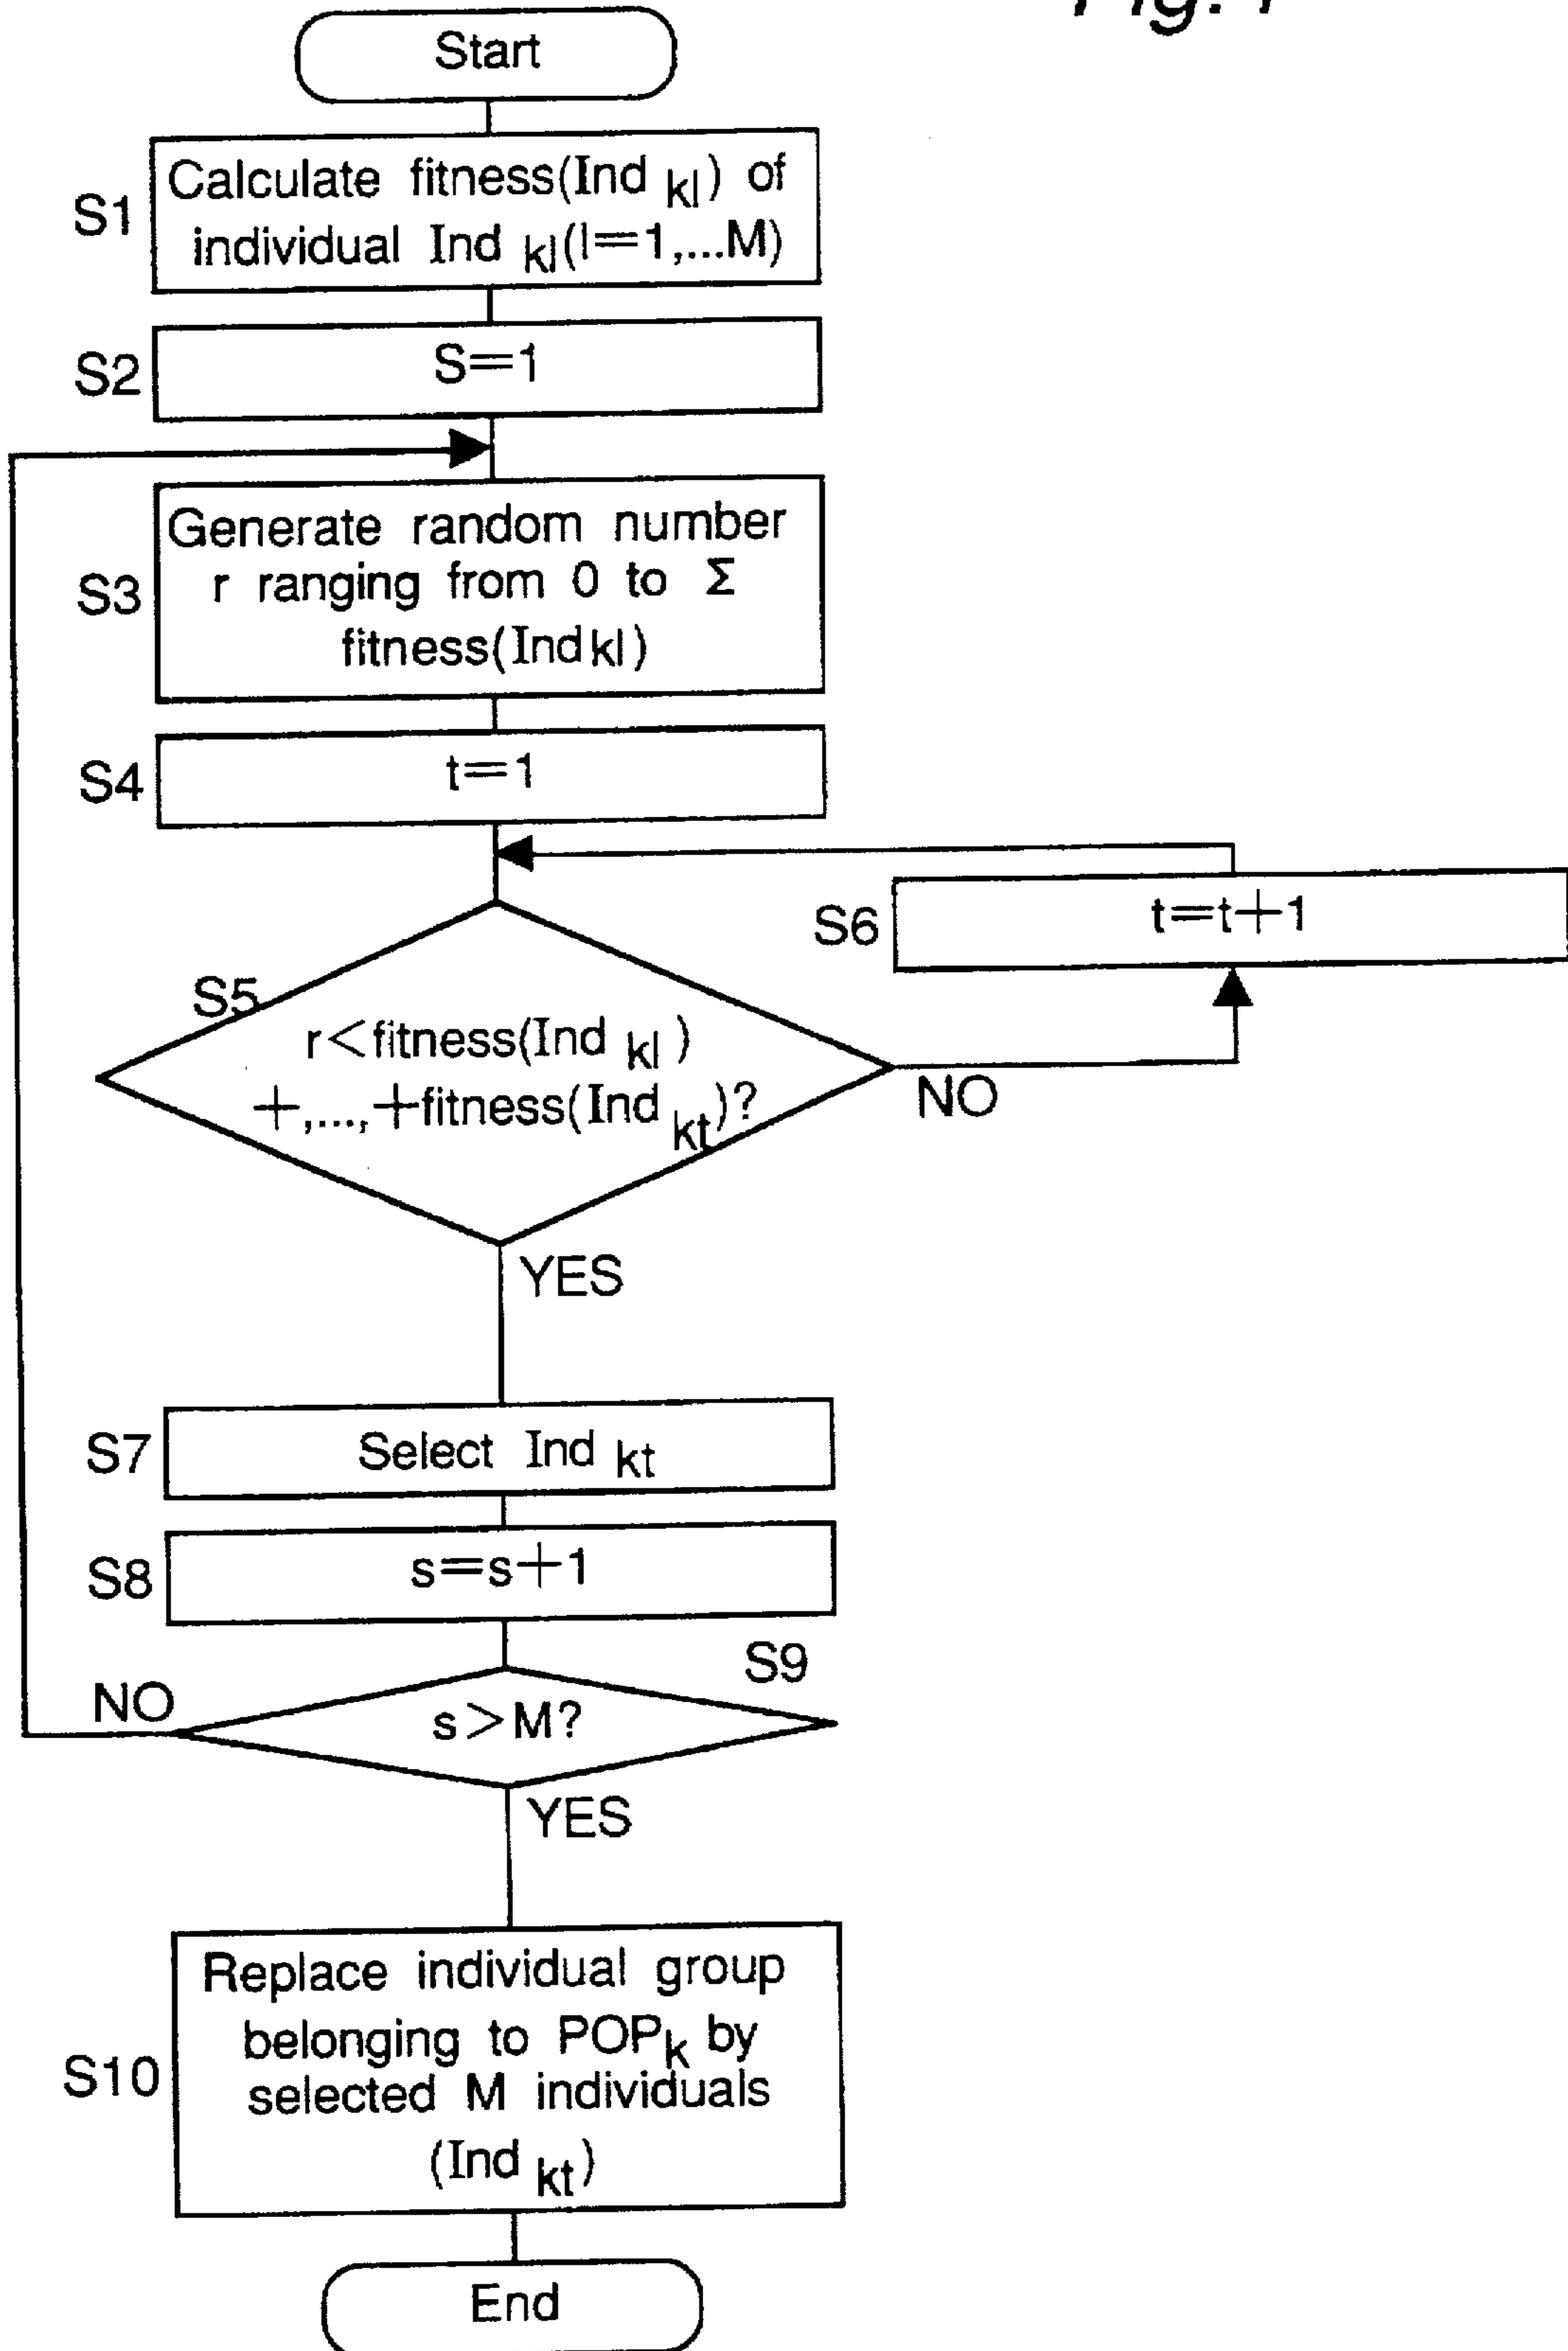 Fig.
Start
S1
Calculate fitness(Ind kl) of
individual Ind kl(l=1,...M)
S2
S=1
S3
Generate random number
r ranging from 0 to Σ
fitness(Ind kl)
S4
t=1
S6
t=t+1
S5
r<fitness(Ind kl)
+,...,+fitness(Ind kt)?
NO
YES
S7
Select Ind kt
S8
s=s+1
S9
NO
s>M?
YES
S10
Replace individual group
belonging to POPk by
selected M individuals
(Ind kt)
End